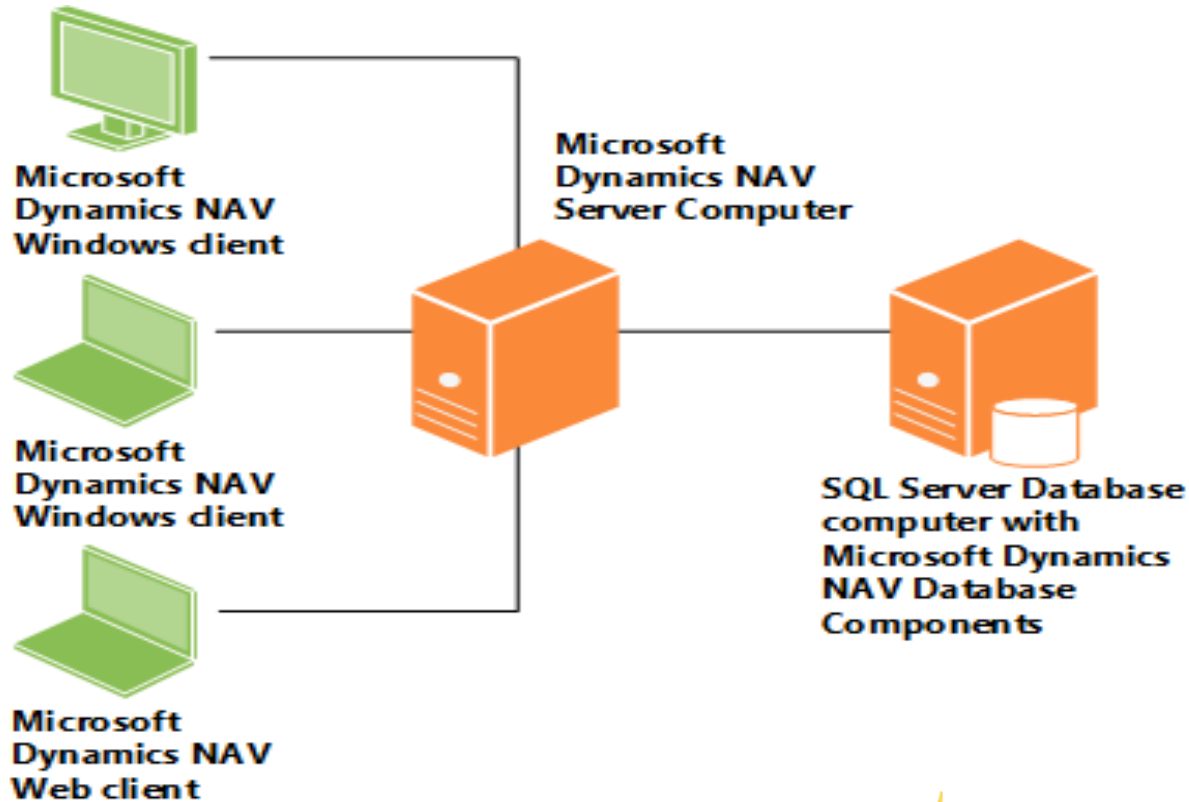 Microsoft
Dynamics NAV
Windows client
Microsoft
Dynamics NAV
Server Computer
Microsoft
Dynamics NAV
Windows client
SQL Server Database
computer with
Microsoft Dynamics
NAV Database
Components
Microsoft
Dynamics NAV
Web client